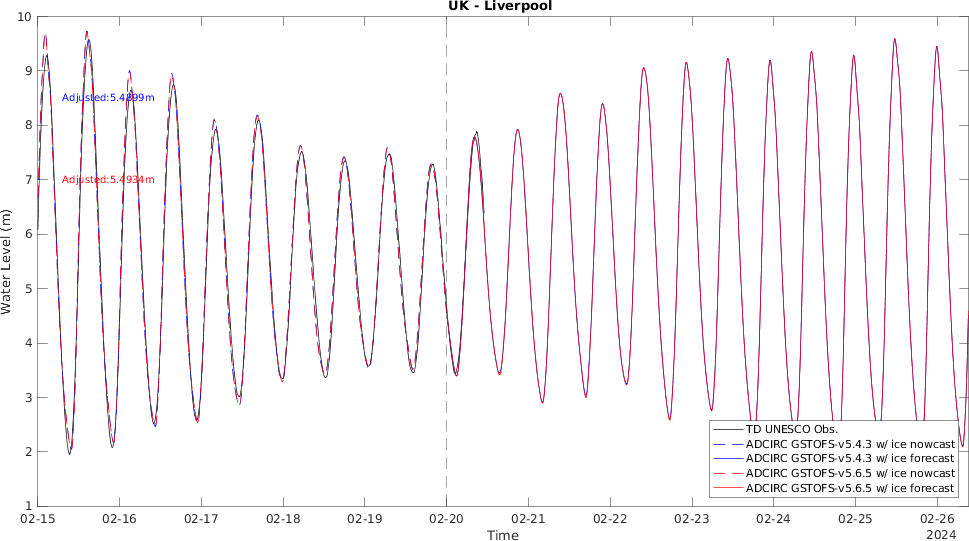 UK - Liverpool
10
9
8
7
6
5
4
3
2
1
Water Level (m)
Adjusted:5.4899m
Adjusted:5.4934m
TD UNESCO Obs.
ADCIRC GSTOFS-v5.4.3 w/ ice nowcast
ADCIRC GSTOFS-v5.4.3 w/ ice forecast
ADCIRC GSTOFS-v5.6.5 w/ ice nowcast
ADCIRC GSTOFS-v5.6.5 w/ ice forecast
02-15 02-16 02-17 02-18 02-19 02-20 02-21 02-22 02-23 02-24 02-25 02-26
2024
Time